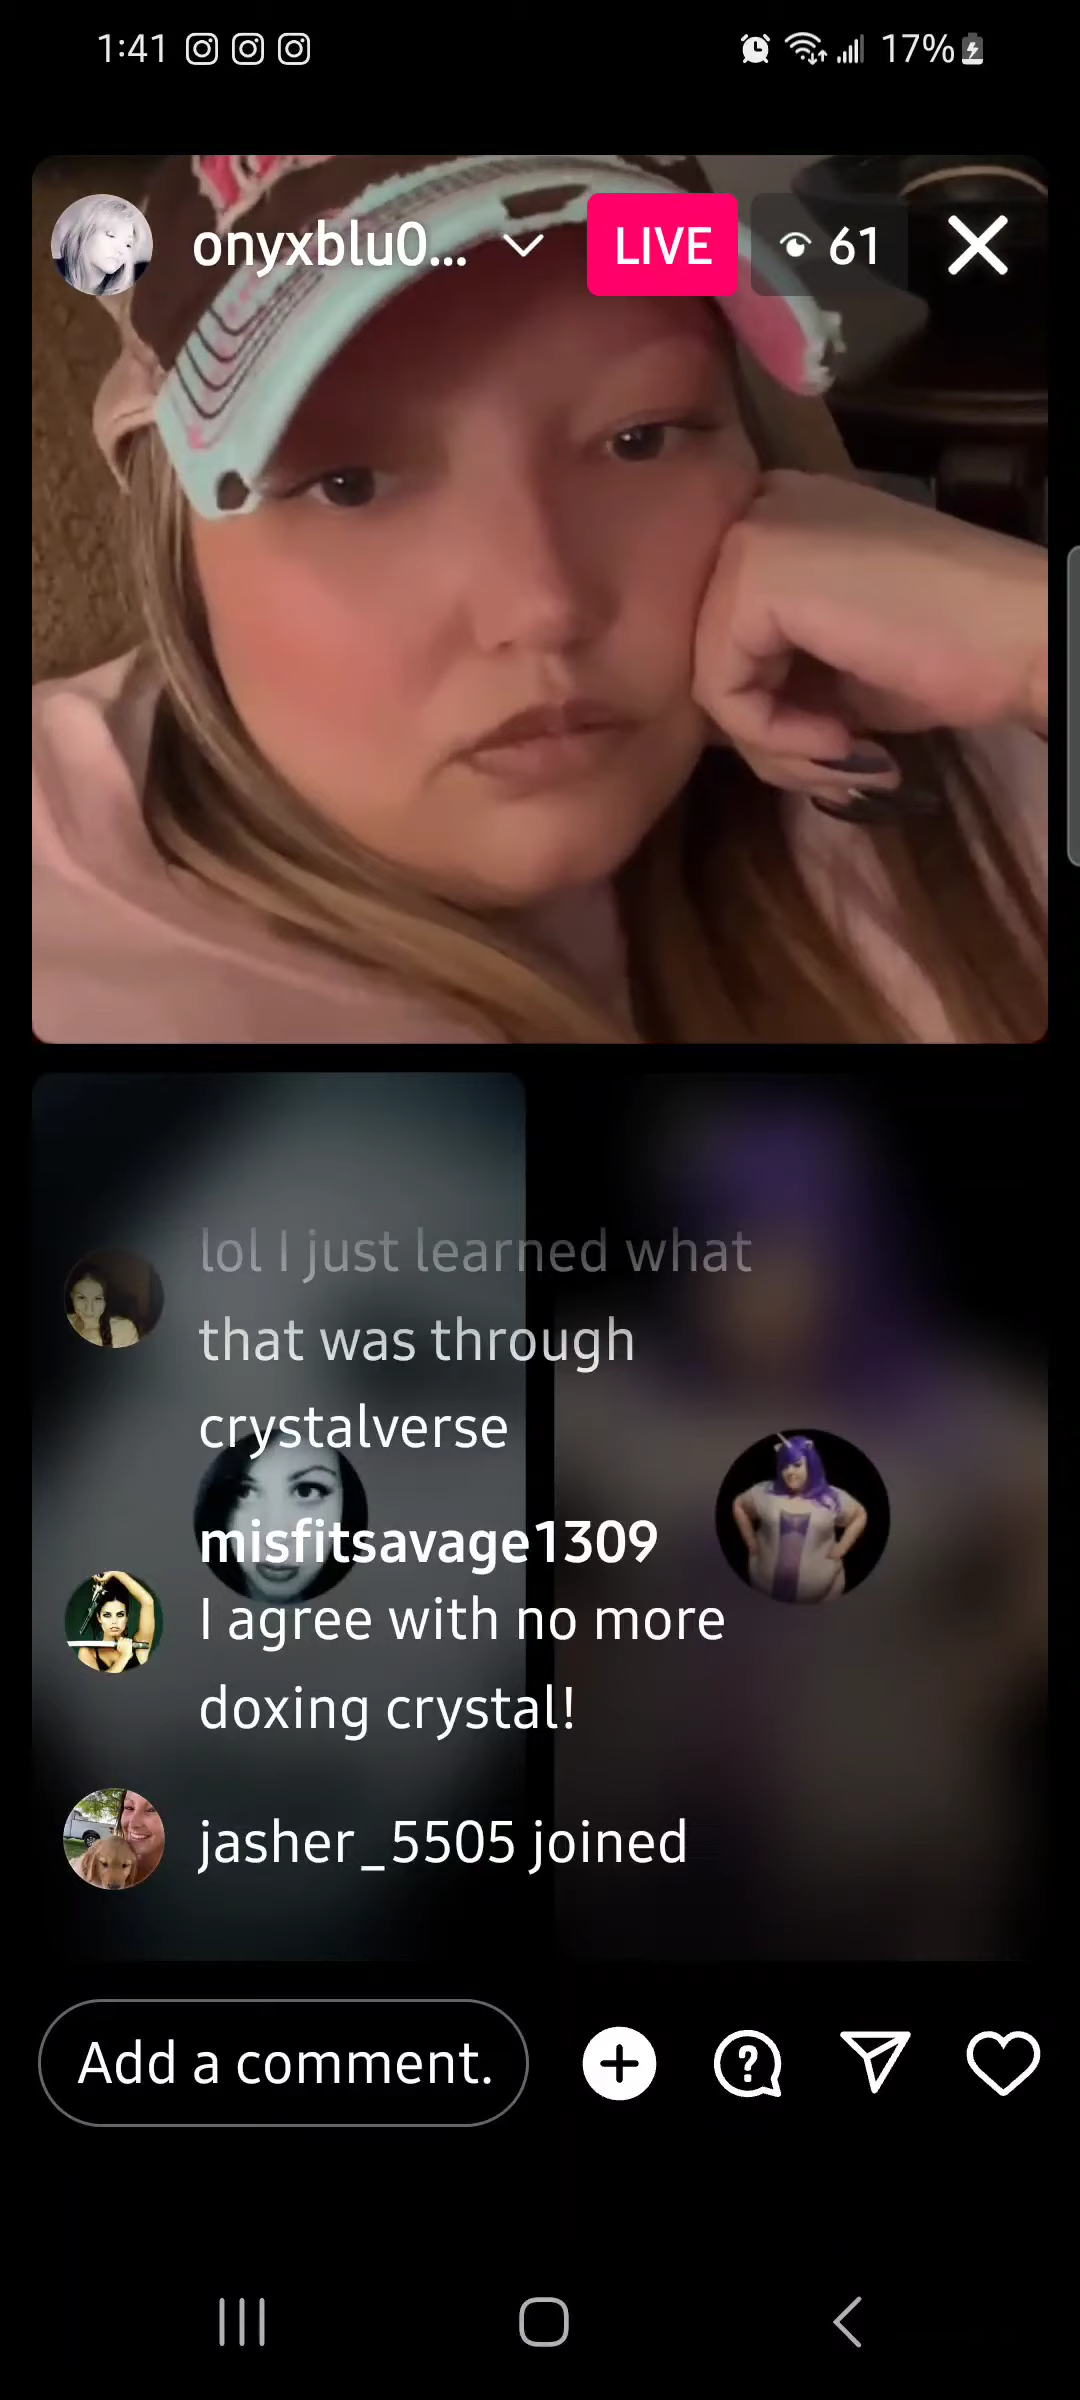 1:41
17%
onyxblu0...
LIVE
61
lol I just learned what
that was through
crystalverse
misfitsavage1309
I agree with no more
doxing crystal!
jasher_5505 joined
Add a comment.